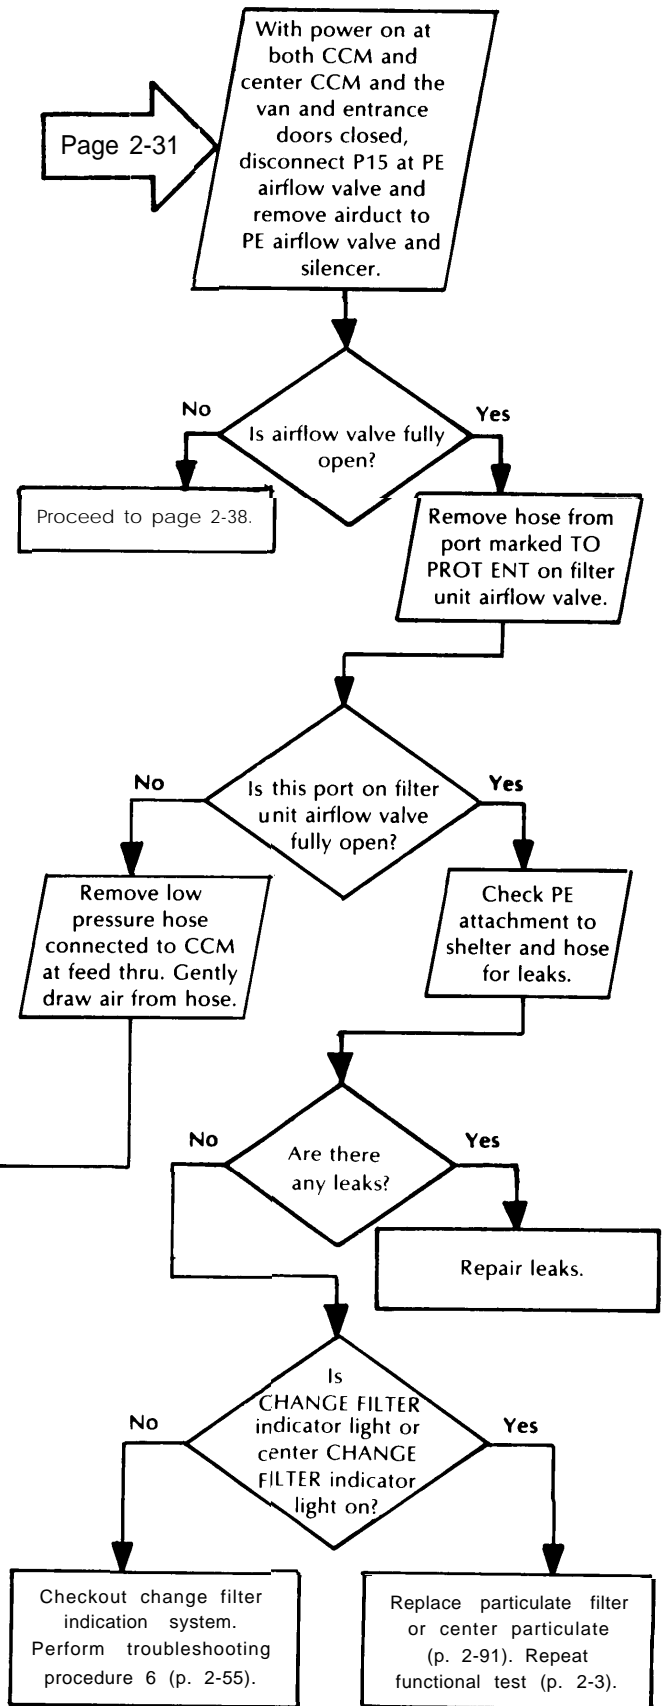 With power on at
both CCM and
center CCM and the
van and entrance
doors closed,
disconnect P15 at PE
airflow valve and
remove airduct to
PE airflow valve and
silencer.
Page 2-31
Is airflow valve fully
open?
No
Yes
Proceed to page 2-38.
Remove hose from
port marked TO
PROT ENT on filter
unit airflow valve.
Is this port on filter
unit airflow valve
fully open?
No
Yes
Remove low
pressure hose
connected to CCM
at feed thru. Gently
draw air from hose.
Check PE
attachment to
shelter and hose
for leaks.
Are there
any leaks?
No
Yes
Repair leaks.
Is
CHANGE FILTER
indicator light or
center CHANGE
FILTER indicator
light on?
No
Yes
Checkout change filter
indication system.
Perform troubleshooting
procedure 6 (p. 2-55).
Replace particulate filter
or center particulate
(p. 2-91). Repeat
functional test (p. 2-3).